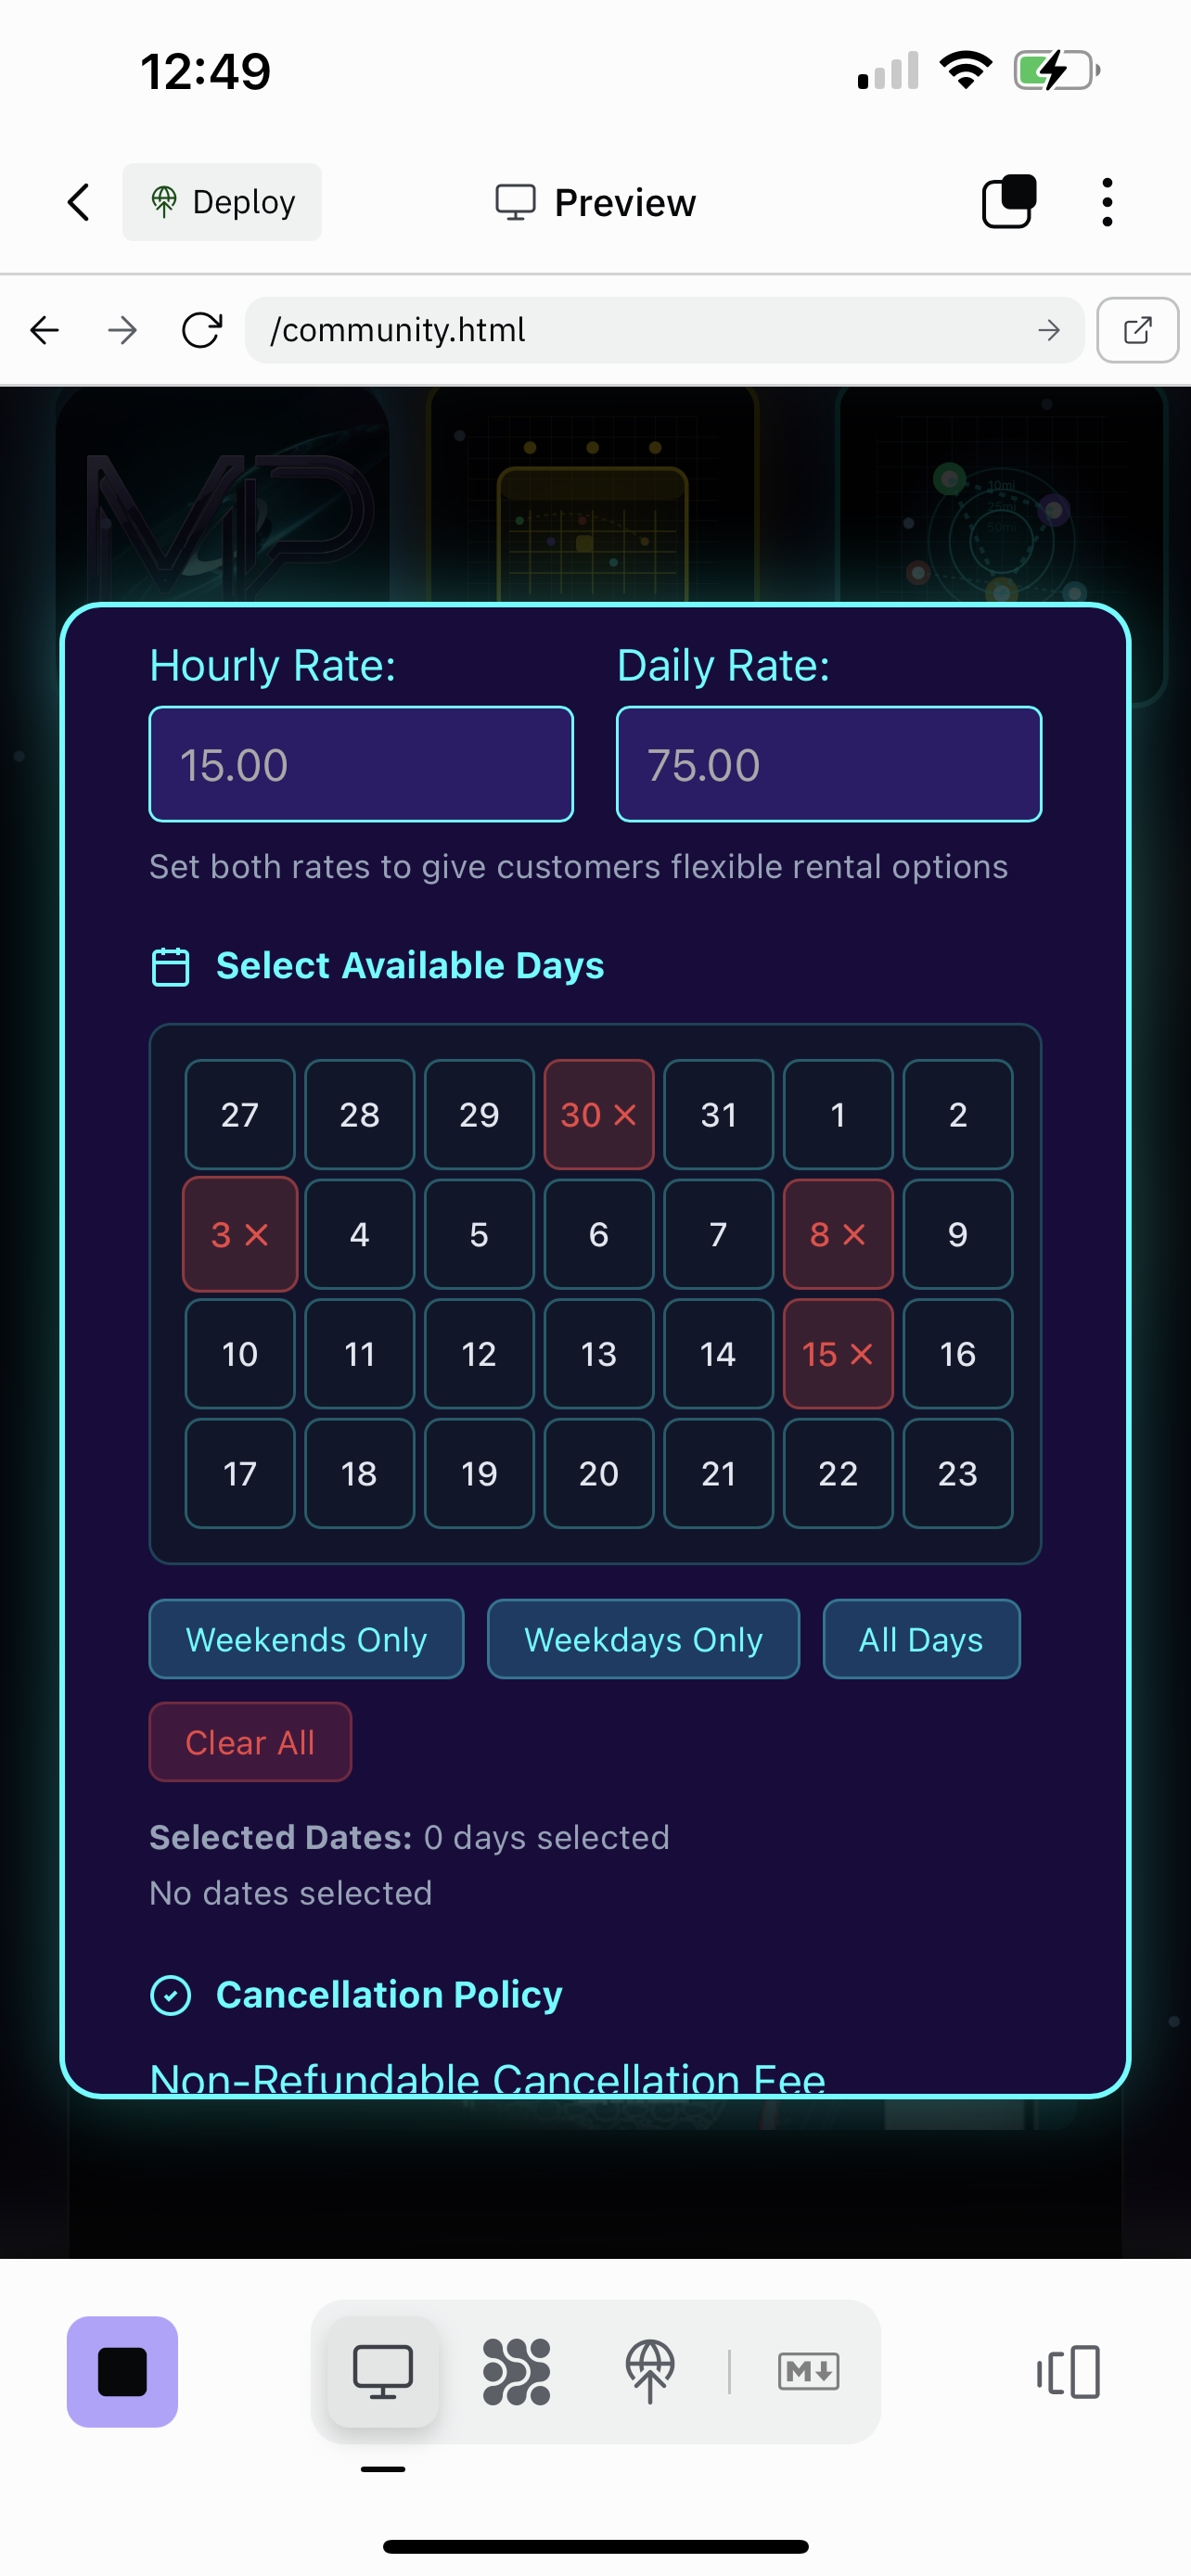 12:49
Deploy
Preview
/community.html
MP
10mi
25mi
50mi
Hourly Rate: Daily Rate:
15.00 75.00
Set both rates to give customers flexible rental options
Select Available Days
27 28 29 30 × 31 1 2
3 × 4 5 6 7 8 × 9
10 11 12 13 14 15 × 16
17 18 19 20 21 22 23
Weekends Only Weekdays Only All Days
Clear All
Selected Dates: 0 days selected
No dates selected
Cancellation Policy
Non-Refundable Cancellation Fee
M